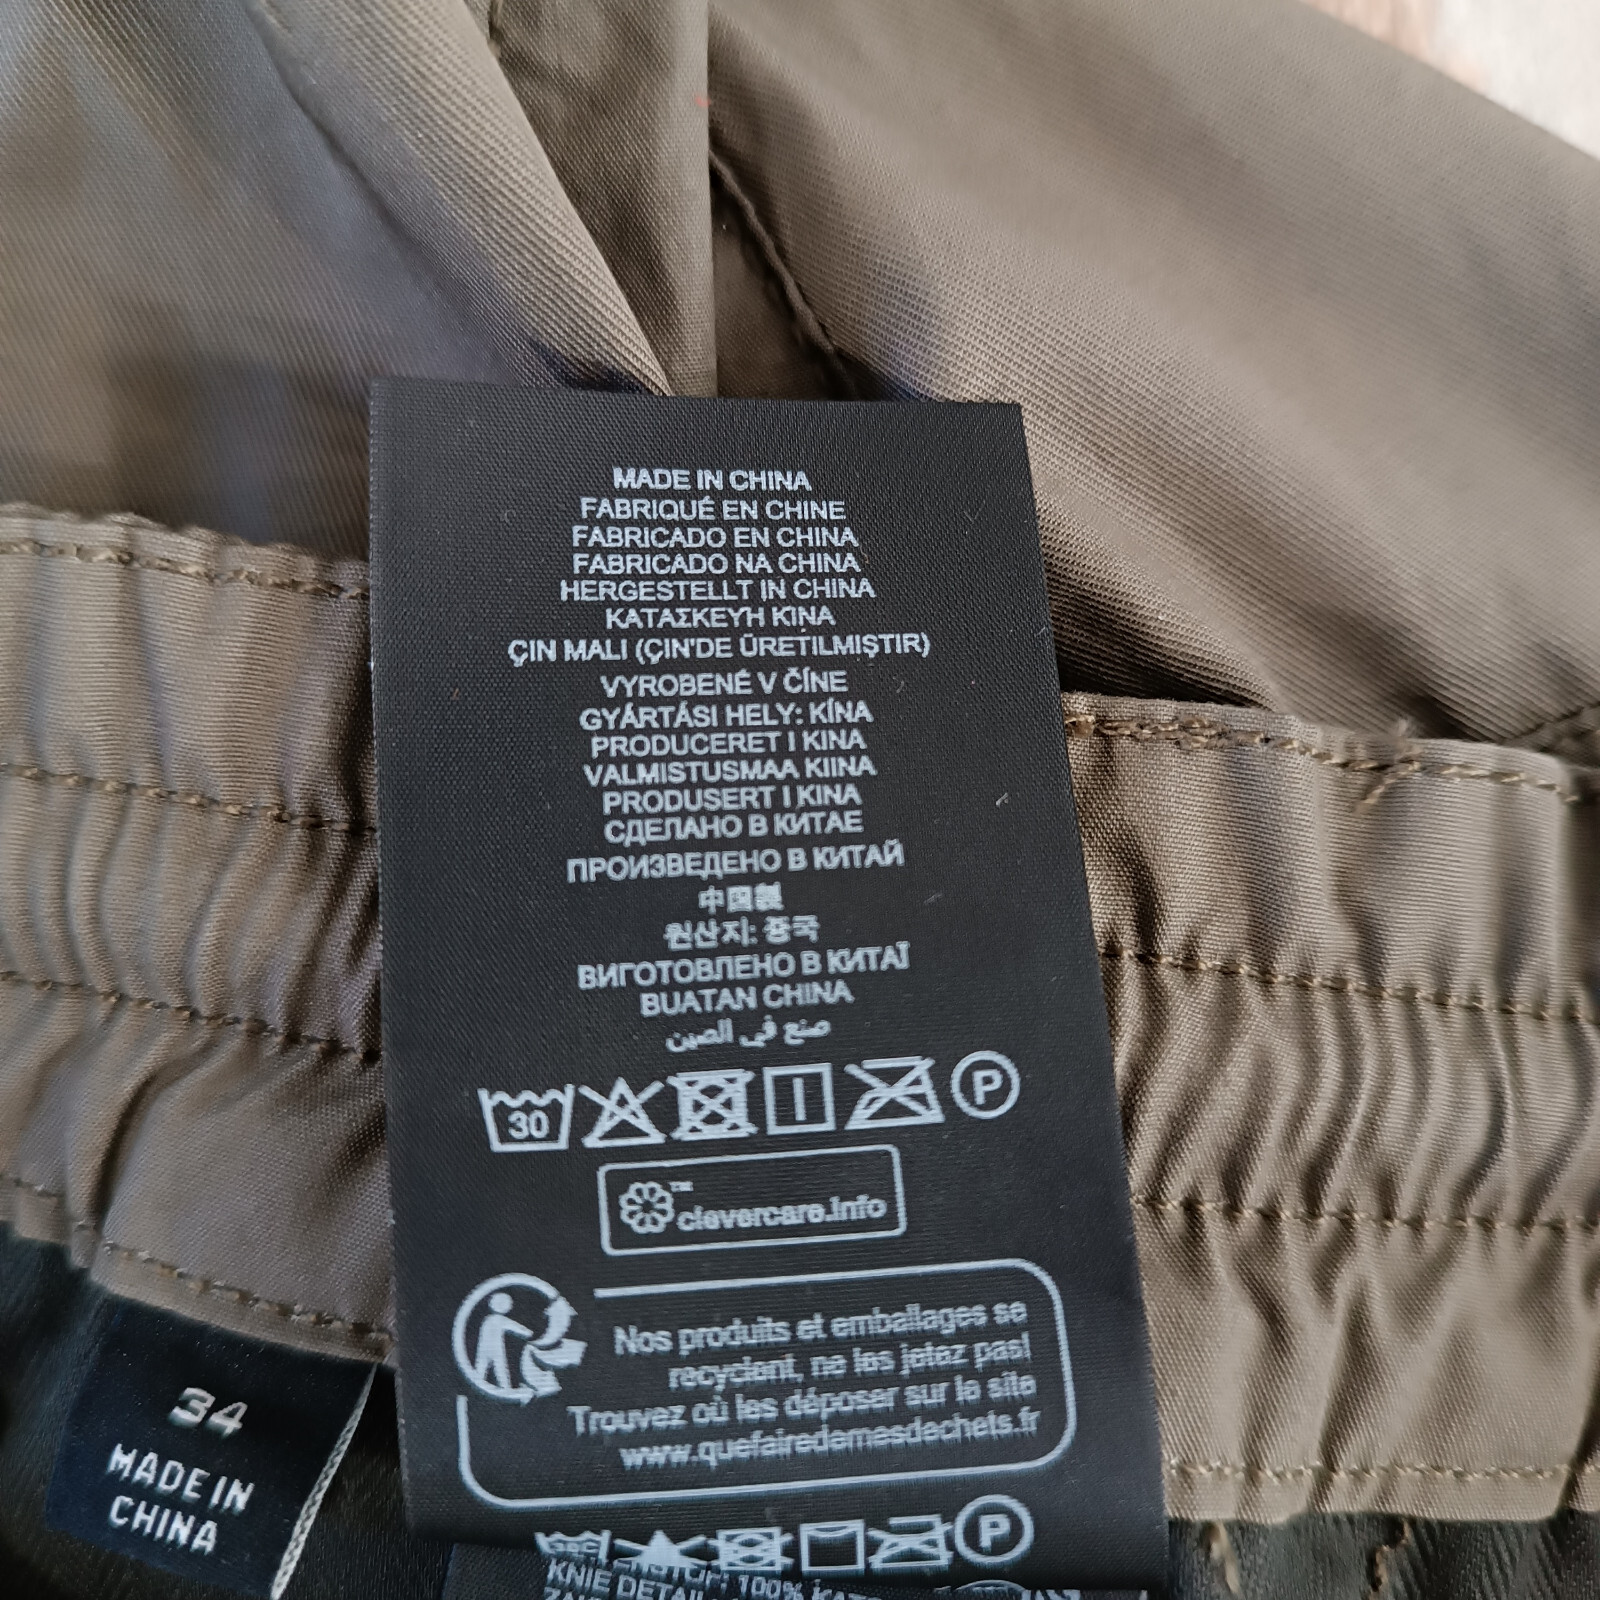 MADE IN CHINA
FABRIQUÉ EN CHINE
FABRICADO EN CHINA
FABRICADO NA CHINA
HERGESTELLT IN CHINA
ΚΑΤΑΣΚΕΥΗ ΚΙΝΑ
ÇIN MALI (ÇIN'DE ÜRETILMIŞTIR)
VYROBENÉ V ČÍNE
GYÁRTÁSI HELY: KÍNA
PRODUCERET I KINA
VALMISTUSMAA KIINA
PRODUSERT I KINA
СДЕЛАНО В КИТАЕ
ПРОИЗВЕДЕНО В КИТАЙ
中国製
원산지: 중국
ВИГОТОВЛЕНО В КИТАЇ
BUATAN CHINA
صنع في الصين
30
P
™
clevercare.info
Nos produits et emballages se
recyclent, ne les jetez pas!
Trouvez où les déposer sur le site
www.quefairedemesdechets.fr
34
MADE IN
CHINA
P
KNIE DETAIL 100%